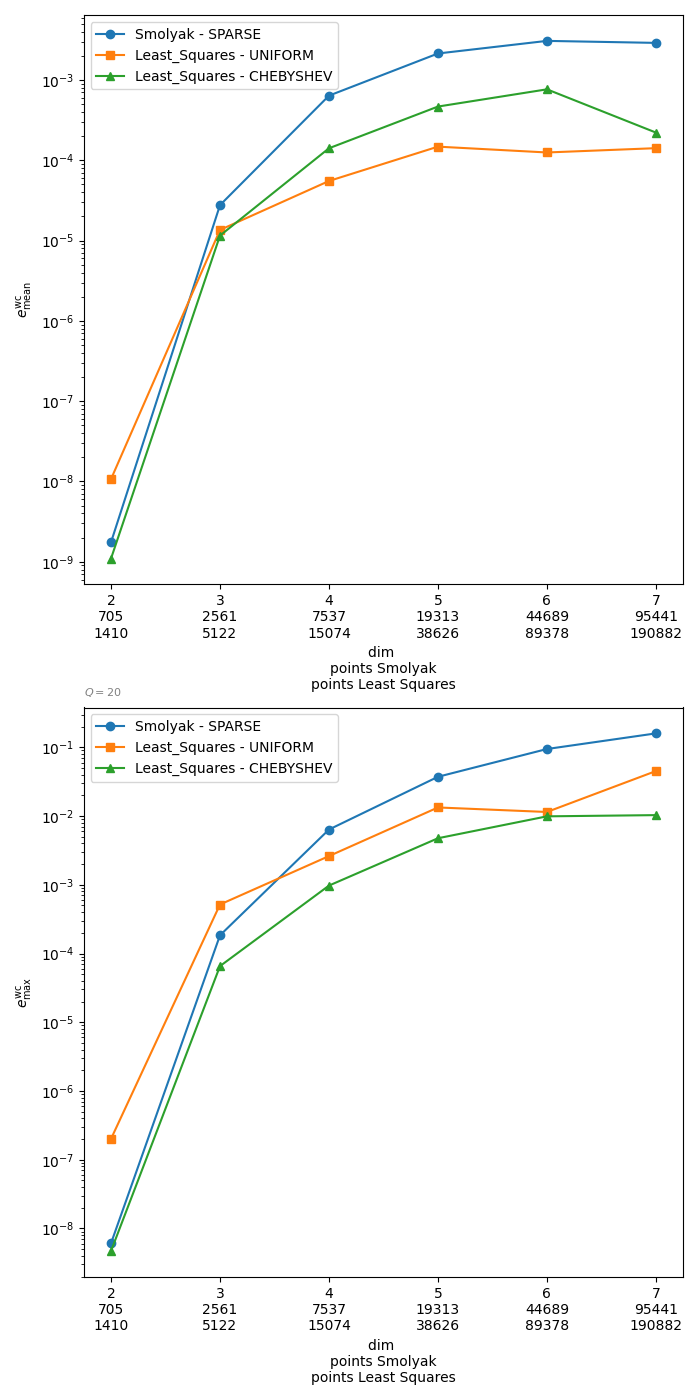 Smolyak - SPARSE
Least_Squares - UNIFORM
Least_Squares - CHEBYSHEV
10^{-3}
10^{-4}
10^{-5}
10^{-6}
10^{-7}
10^{-8}
10^{-9}
e^{wc}_{mean}
2 3 4 5 6 7
705 2561 7537 19313 44689 95441
1410 5122 15074 38626 89378 190882
dim
points Smolyak
points Least Squares
Q = 20
Smolyak - SPARSE
Least_Squares - UNIFORM
Least_Squares - CHEBYSHEV
10^{-1}
10^{-2}
10^{-3}
10^{-4}
10^{-5}
10^{-6}
10^{-7}
10^{-8}
e^{wc}_{max}
2 3 4 5 6 7
705 2561 7537 19313 44689 95441
1410 5122 15074 38626 89378 190882
dim
points Smolyak
points Least Squares